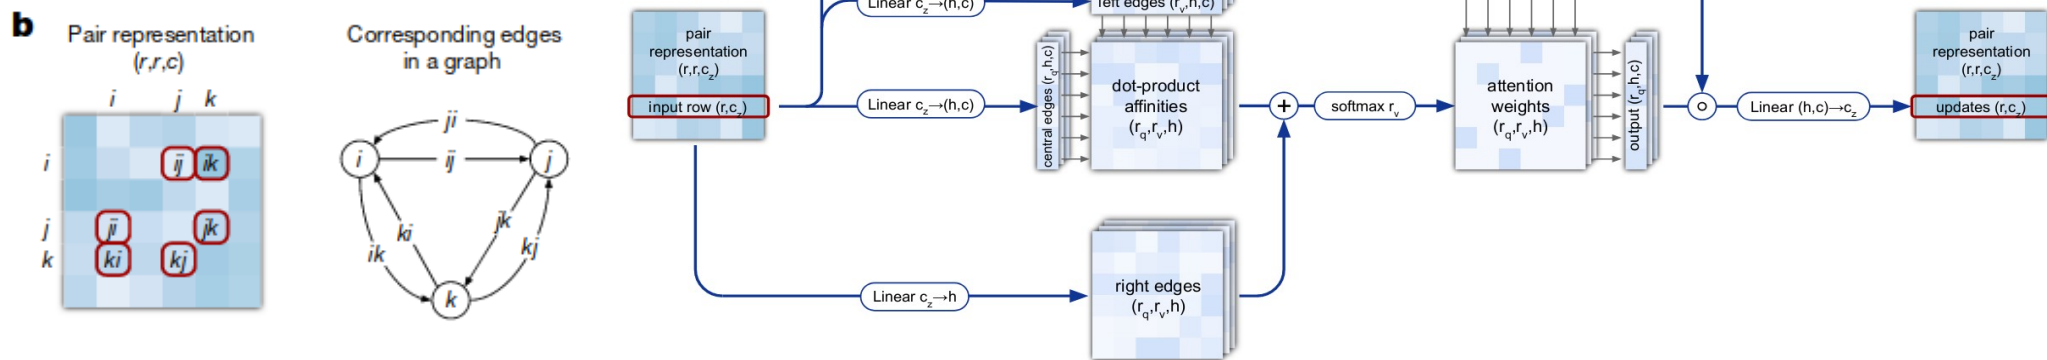 b
Pair representation
(r,r,c)
i j k
i
j
k
ij
ik
ji
jk
ki
kj
Corresponding edges
in a graph
ji
i
ij
j
ki
jk
ik
kj
k
pair
representation
(r,r,c_z)
input row (r,c_z)
Linear c_z→(h,c)
left edges (r_v,h,c)
Linear c_z→(h,c)
central edges (r_q,h,c)
dot-product
affinities
(r_q,r_v,h)
+
softmax r_v
attention
weights
(r_q,r_v,h)
output (r_q,h,c)
Linear (h,c)→c_z
pair
representation
(r,r,c_z)
updates (r,c_z)
Linear c_z→h
right edges
(r_q,r_v,h)